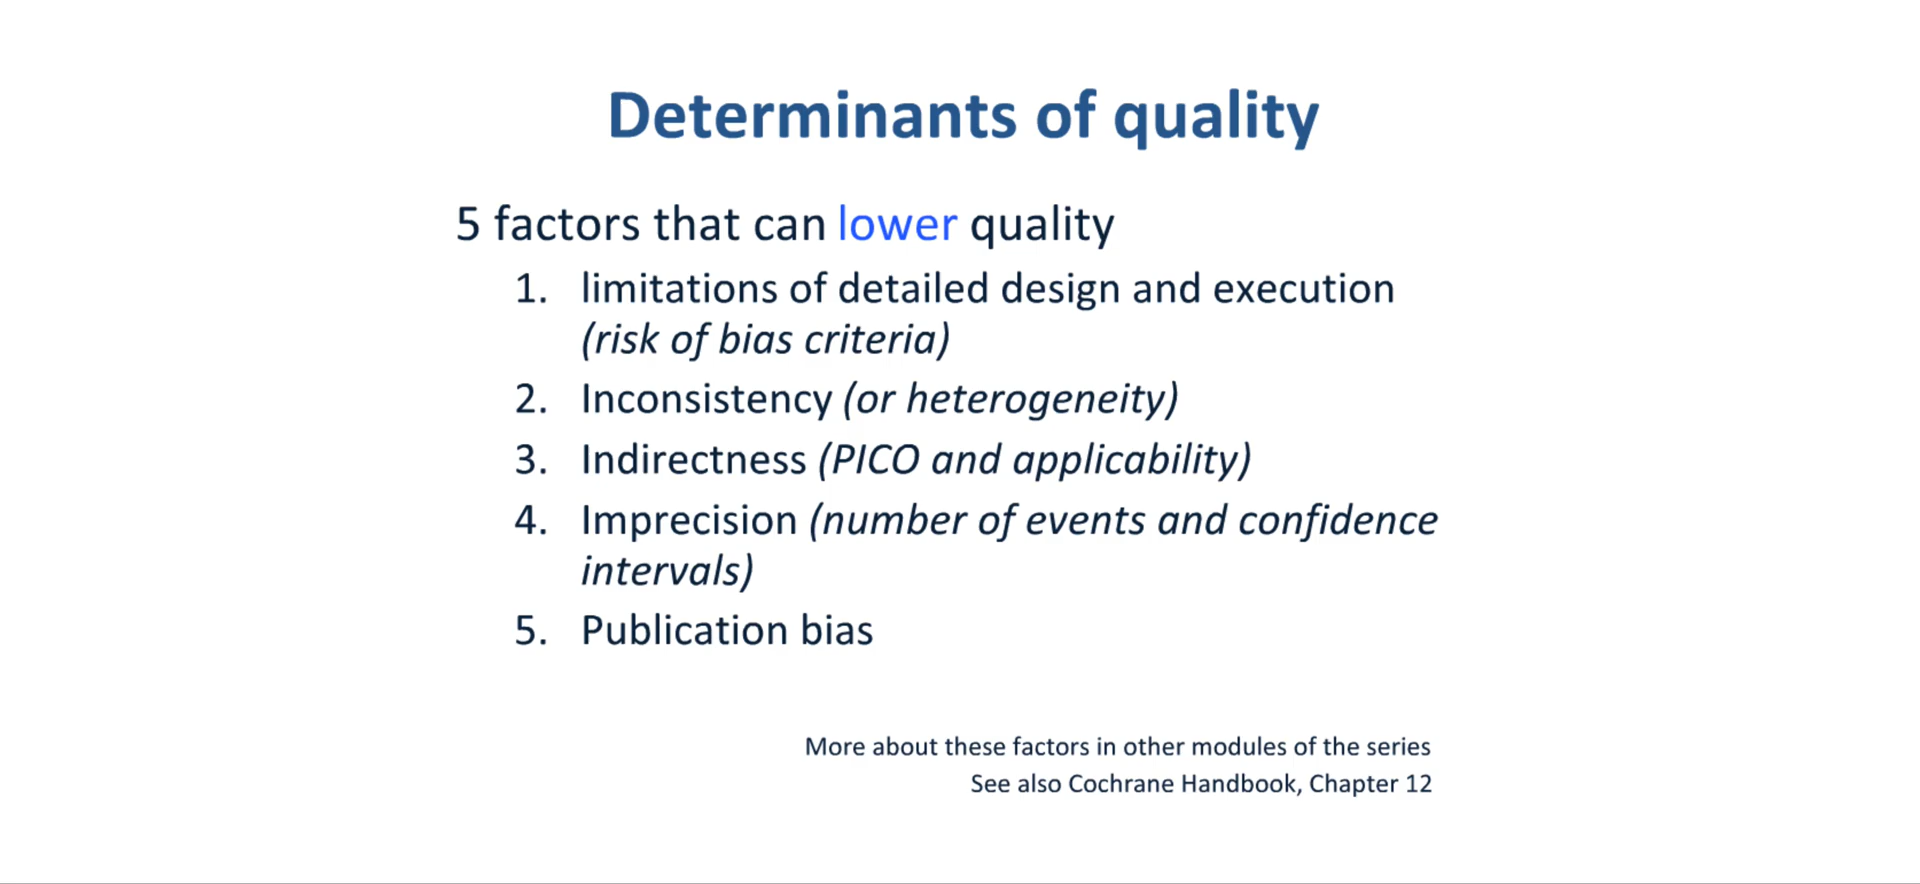 Determinants of quality
5 factors that can lower quality
1. limitations of detailed design and execution
(risk of bias criteria)
2. Inconsistency (or heterogeneity)
3. Indirectness (PICO and applicability)
4. Imprecision (number of events and confidence
intervals)
5. Publication bias
More about these factors in other modules of the series
See also Cochrane Handbook, Chapter 12